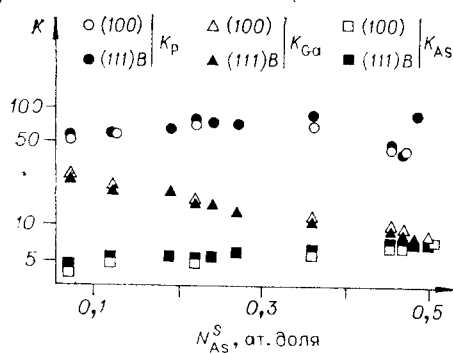 K
○ (100) | K_P △ (100) | K_Ga □ (100) | K_As
● (111)B ▲ (111)B ■ (111)B
100
50
10
5
0,1 0,3 0,5
N^S_As, ат. доля